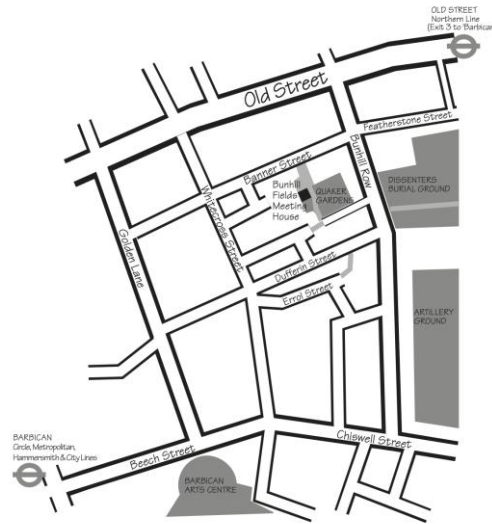 OLD STREET
Northern Line
(Exit 3 to 'Barbican
Old Street
Featherstone Street
Banner Street
Bunhill Row
Bunhill
Fields
Meeting
House
QUAKER
GARDENS
DISSENTERS
BURIAL GROUND
Whitecross Street
Golden Lane
Dufferin Street
Errol Street
ARTILLERY
GROUND
BARBICAN
Circle, Metropolitan,
Hammersmith & City Lines
Chiswell Street
Beech Street
BARBICAN
ARTS CENTRE